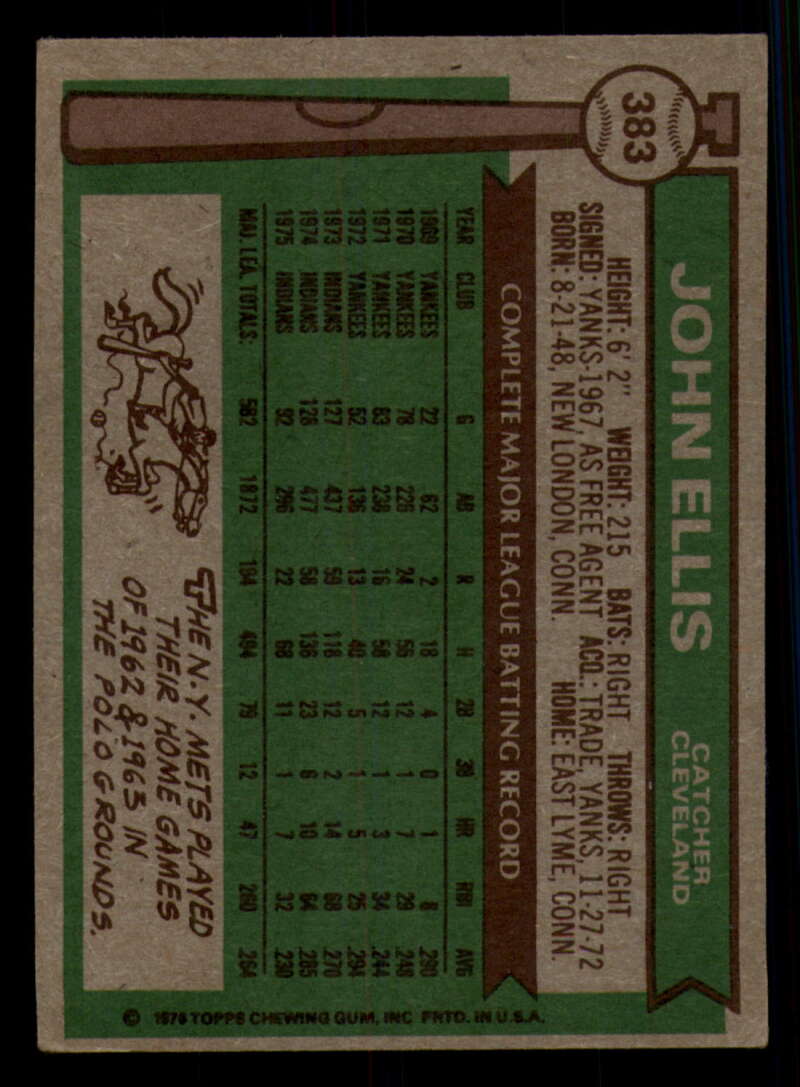 383
JOHN ELLIS
CATCHER
CLEVELAND
HEIGHT: 6' 2" WEIGHT: 215 BATS: RIGHT THROWS: RIGHT
SIGNED: YANKS-1967, AS FREE AGENT ACQ.: TRADE, YANKS, 11-27-72
BORN: 8-21-48, NEW LONDON, CONN. HOME: EAST LYME, CONN.
COMPLETE MAJOR LEAGUE BATTING RECORD
YEAR CLUB G AB R H 2B 3B HR RBI AVG
1969 YANKEES 22 62 2 18 4 0 1 8 .290
1970 YANKEES 78 226 24 56 12 1 7 29 .248
1971 YANKEES 83 238 16 58 12 1 3 34 .244
1972 YANKEES 52 136 13 40 5 1 5 25 .294
1973 INDIANS 127 437 59 118 12 2 14 68 .270
1974 INDIANS 128 477 58 136 23 6 10 64 .285
1975 INDIANS 92 296 22 68 11 1 7 32 .230
MAJ. LEA. TOTALS: 582 1872 194 494 79 12 47 260 .264
THE N.Y. METS PLAYED
THEIR HOME GAMES
OF 1962 & 1963 IN
THE POLO GROUNDS.
© 1976 TOPPS CHEWING GUM, INC PRTD. IN U.S.A.